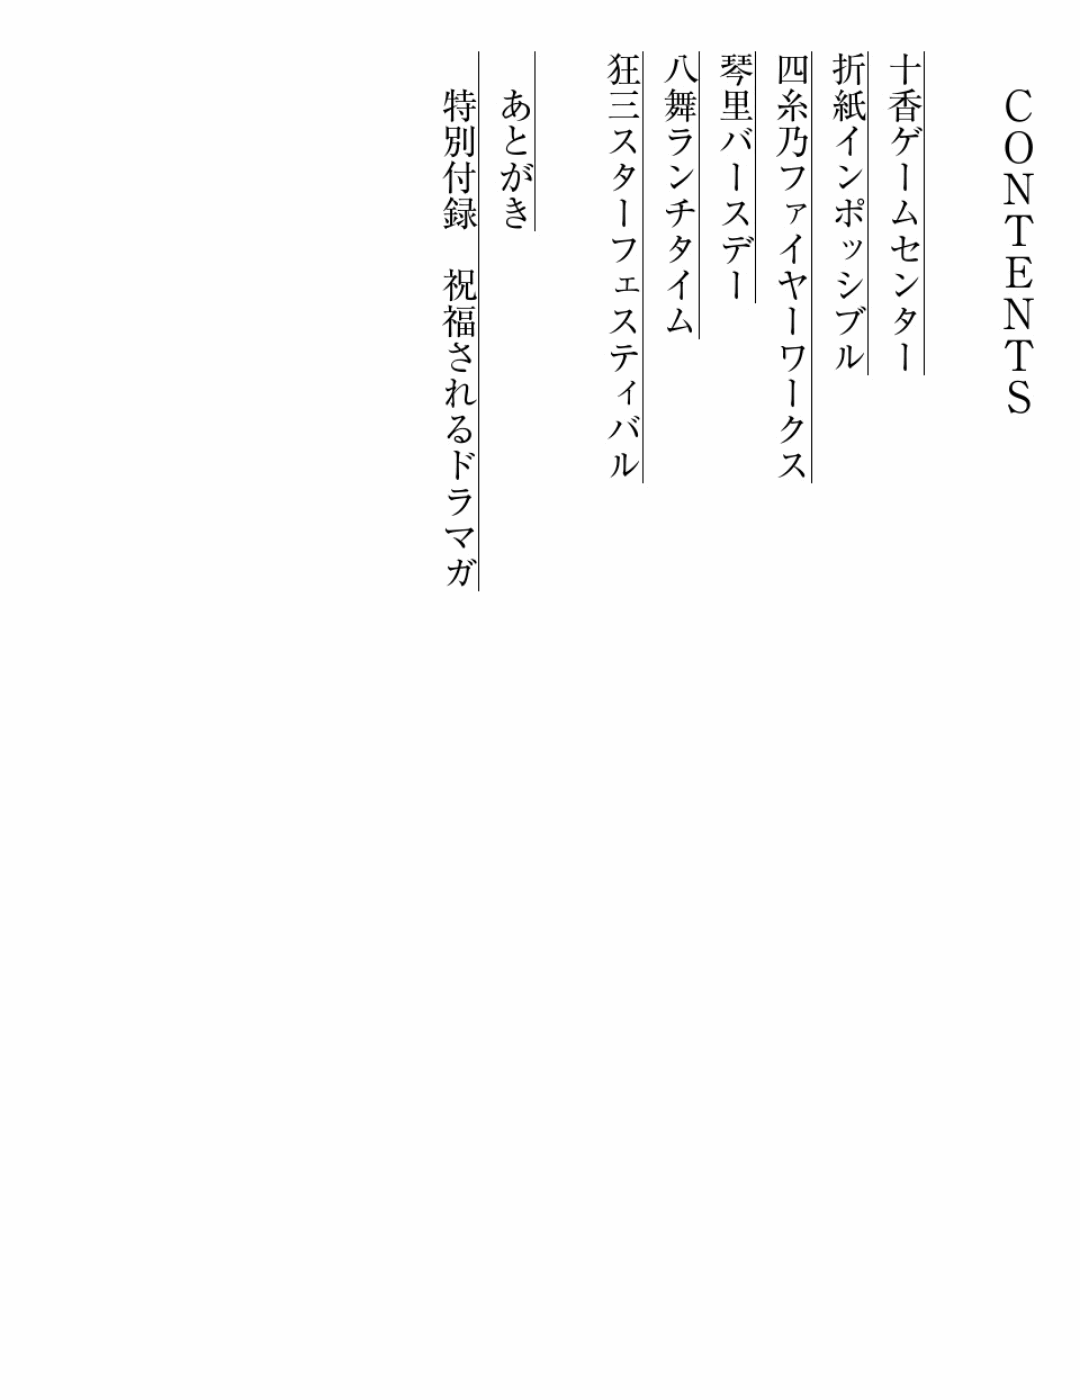 CONTENTS
十香ゲームセンター
折紙インポッシブル
四糸乃ファイヤーワークス
琴里バースデー
八舞ランチタイム
狂三スターフェスティバル
あとがき
特別付録　祝福されるドラマガ